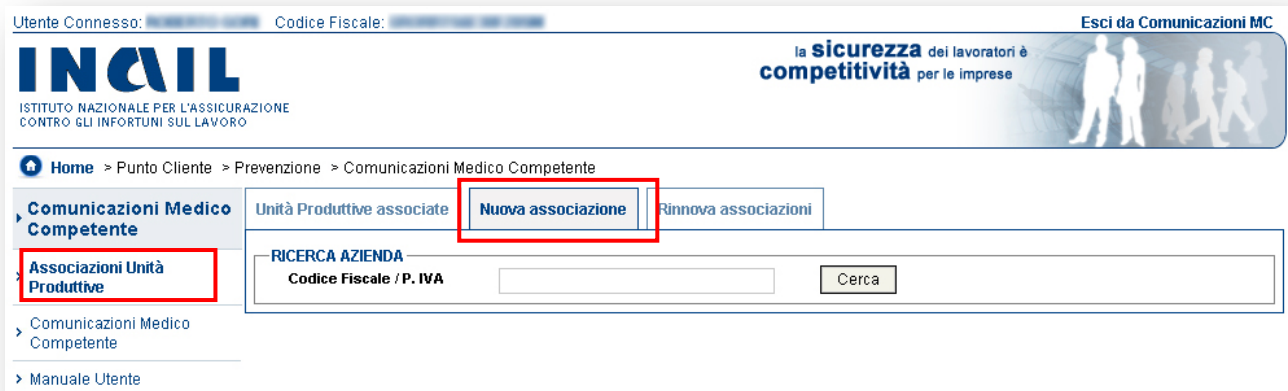 Utente Connesso: Codice Fiscale: Esci da Comunicazioni MC
INAIL
ISTITUTO NAZIONALE PER L'ASSICURAZIONE
CONTRO GLI INFORTUNI SUL LAVORO
la sicurezza dei lavoratori è
competitività per le imprese
Home > Punto Cliente > Prevenzione > Comunicazioni Medico Competente
Comunicazioni Medico
Competente
Associazioni Unità
Produttive
Comunicazioni Medico
Competente
> Manuale Utente
Unità Produttive associate Nuova associazione Rinnova associazioni
RICERCA AZIENDA
Codice Fiscale / P. IVA Cerca